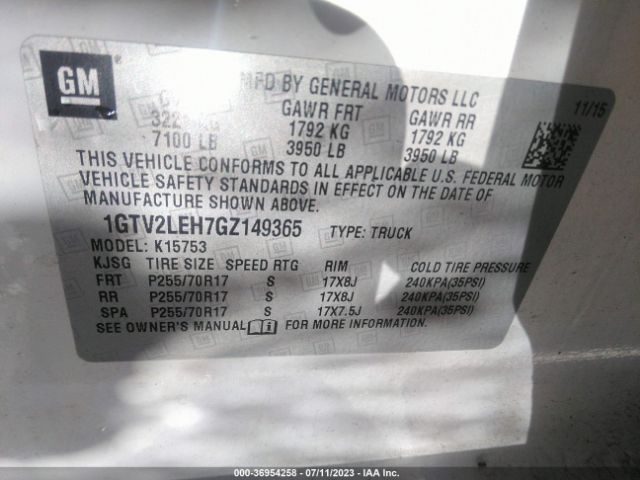 GM
MFD BY GENERAL MOTORS LLC
11/15
GAWR FRT GAWR RR
1792 KG 1792 KG
7100 LB 3950 LB 3950 LB
THIS VEHICLE CONFORMS TO ALL APPLICABLE U.S. FEDERAL MOTOR
VEHICLE SAFETY STANDARDS IN EFFECT ON THE DATE OF
MANUFACTURE SHOWN ABOVE.
1GTV2LEH7GZ149365 TYPE: TRUCK
MODEL: K15753
KJSG TIRE SIZE SPEED RTG RIM COLD TIRE PRESSURE
FRT P255/70R17 S 17X8J 240KPA(35PSI)
RR P255/70R17 S 17X8J 240KPA(35PSI)
SPA P255/70R17 S 17X7.5J 240KPA(35PSI)
SEE OWNER'S MANUAL FOR MORE INFORMATION.
000-36954258 - 07/11/2023 - IAA Inc.